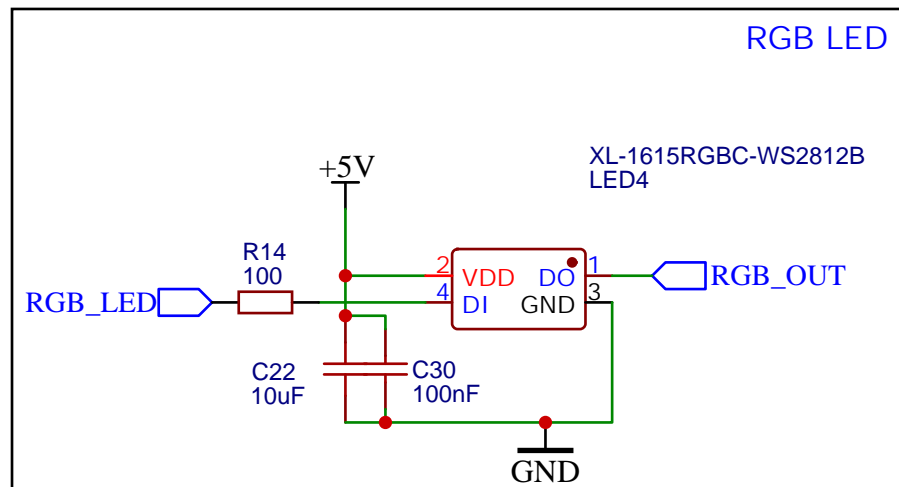 RGB LED
XL-1615RGBC-WS2812B
LED4
+5V
R14
100
RGB_LED
2 VDD DO 1
4 DI GND 3
RGB_OUT
C22
10uF
C30
100nF
GND